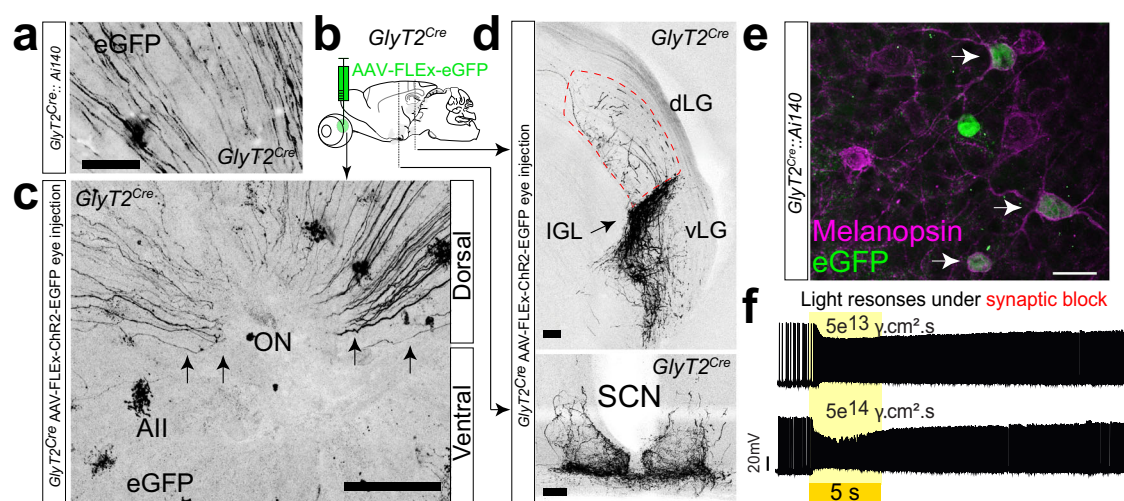 a
GlyT2Cre:: Ai140
eGFP
GlyT2Cre
b
GlyT2Cre
AAV-FLEx-eGFP
c
GlyT2Cre AAV-FLEx-ChR2-EGFP eye injection
GlyT2Cre
ON
AII
eGFP
Dorsal
Ventral
d
GlyT2Cre AAV-FLEx-ChR2-EGFP eye injection
GlyT2Cre
dLG
IGL
vLG
GlyT2Cre
SCN
e
GlyT2Cre::Ai140
Melanopsin
eGFP
f
Light resonses under synaptic block
5e13 γ.cm².s
5e14 γ.cm².s
20mV
5 s